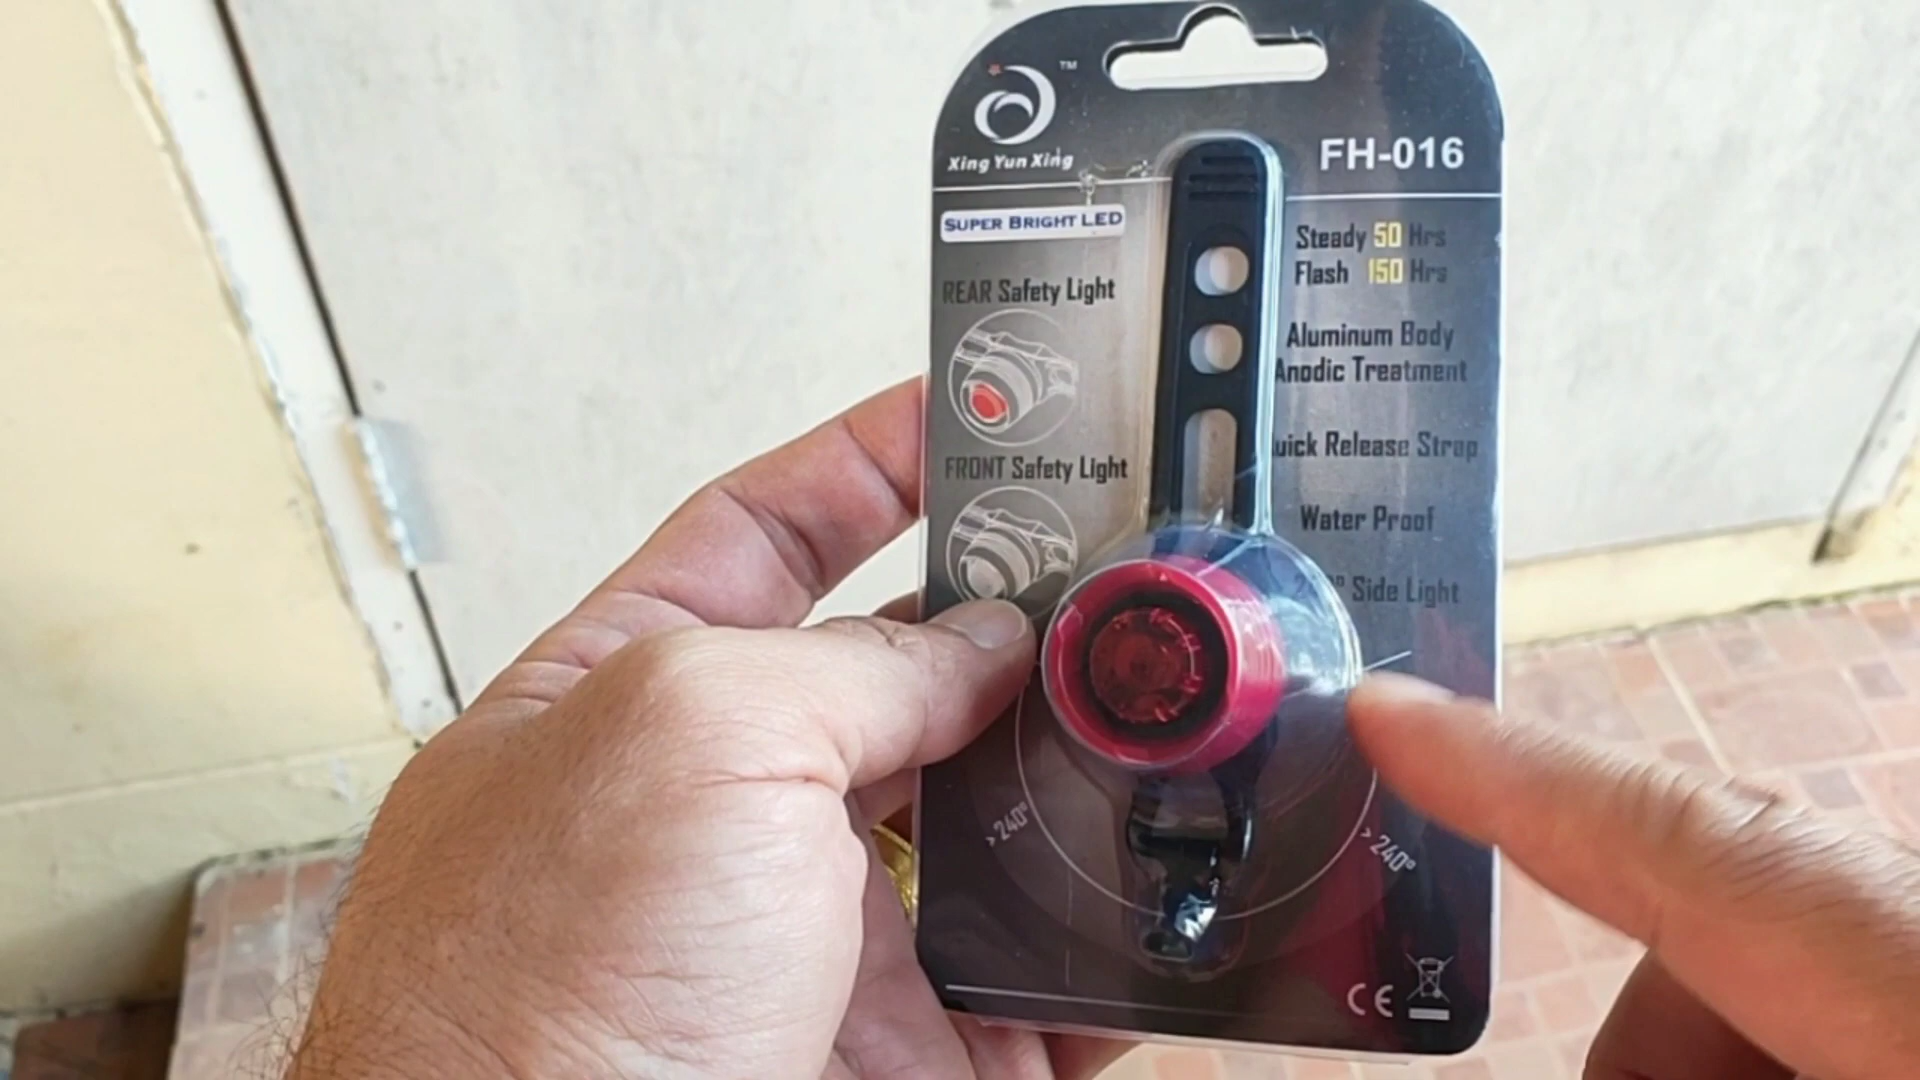 TM
Xing Yun Xing
FH-016
SUPER BRIGHT LED
REAR Safety Light
FRONT Safety Light
Steady 50 Hrs
Flash 150 Hrs
Aluminum Body
Anodic Treatment
uick Release Strap
Water Proof
Side Light
> 240°
> 240°
CE